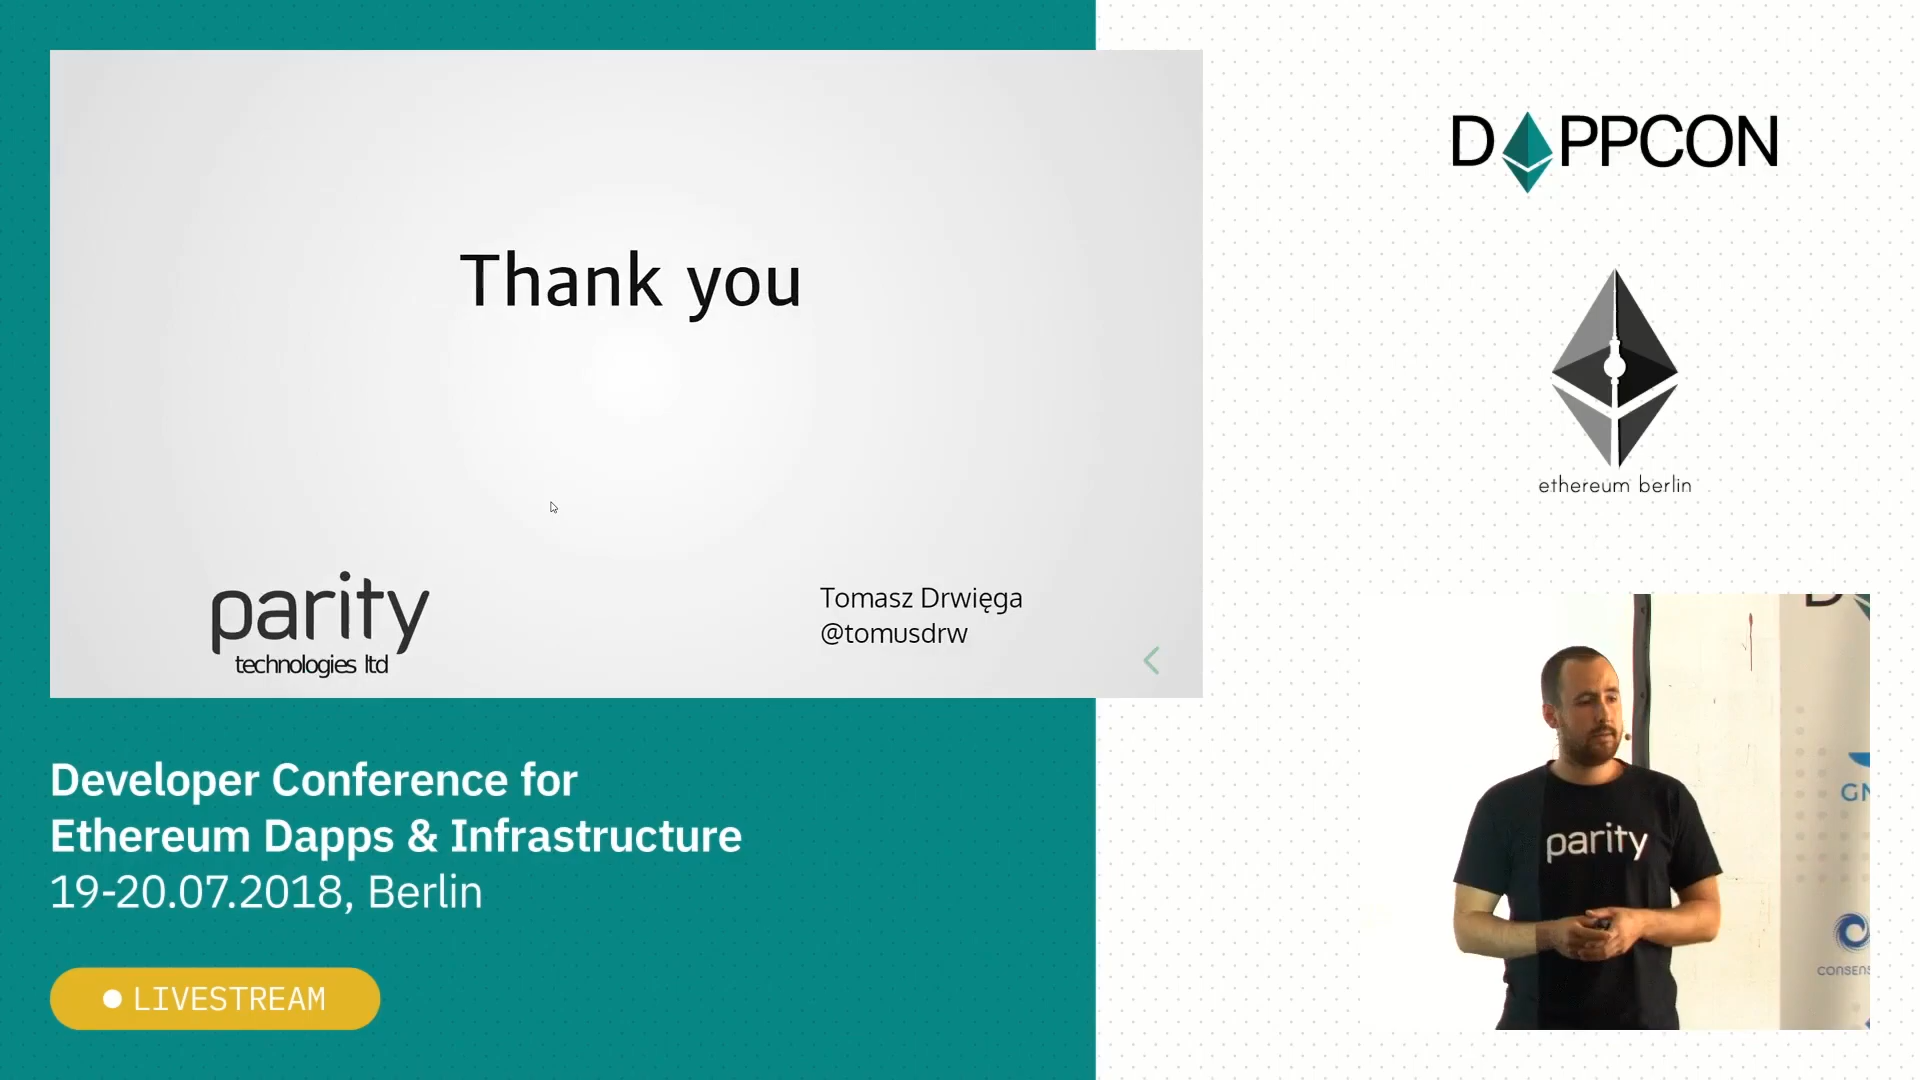 Thank you
parity
technologies ltd
Tomasz Drwięga
@tomusdrw
Developer Conference for
Ethereum Dapps & Infrastructure
19-20.07.2018, Berlin
LIVESTREAM
DAPPCON
ethereum berlin
parity